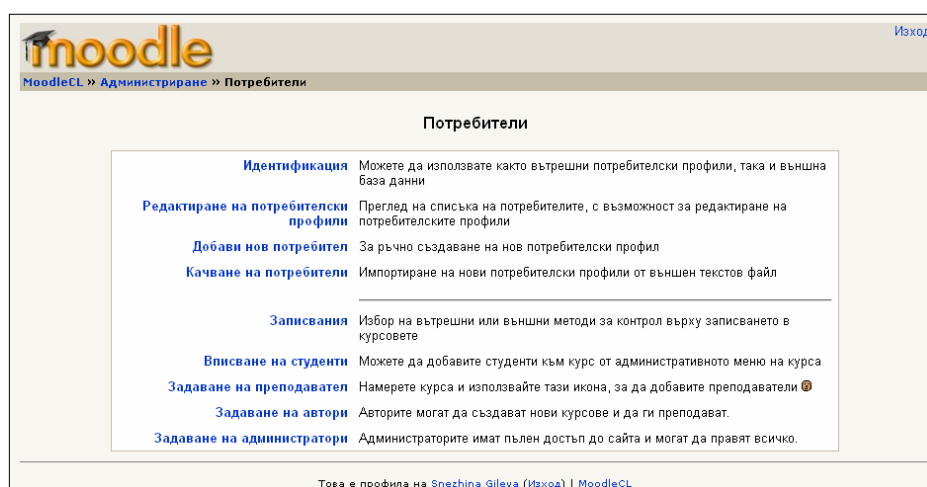 moodle
Изход
MoodleCL » Администриране » Потребители
Потребители
Идентификация Можете да използвате както вътрешни потребителски профили, така и външна
база данни
Редактиране на потребителски Преглед на списъка на потребителите, с възможност за редактиране на
профили потребителските профили
Добави нов потребител За ръчно създаване на нов потребителски профил
Качване на потребители Импортиране на нови потребителски профили от външен текстов файл
Записвания Избор на вътрешни или външни методи за контрол върху записването в
курсовете
Вписване на студенти Можете да добавите студенти към курс от административното меню на курса
Задаване на преподавател Намерете курса и използвайте тази икона, за да добавите преподаватели
Задаване на автори Авторите могат да създават нови курсове и да ги преподават.
Задаване на администратори Администраторите имат пълен достъп до сайта и могат да правят всичко.
Това е профила на Snezhina Gileva (Изход) | MoodleCL